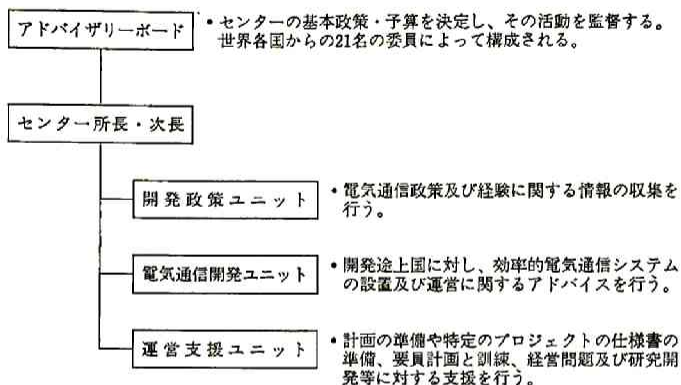 アドバイザリーボード
・センターの基本政策・予算を決定し、その活動を監督する。
世界各国からの21名の委員によって構成される。
センター所長・次長
開発政策ユニット
・電気通信政策及び経験に関する情報の収集を
行う。
電気通信開発ユニット
・開発途上国に対し、効率的電気通信システム
の設置及び運営に関するアドバイスを行う。
運営支援ユニット
・計画の準備や特定のプロジェクトの仕様書の
準備、要員計画と訓練、経営問題及び研究開
発等に対する支援を行う。